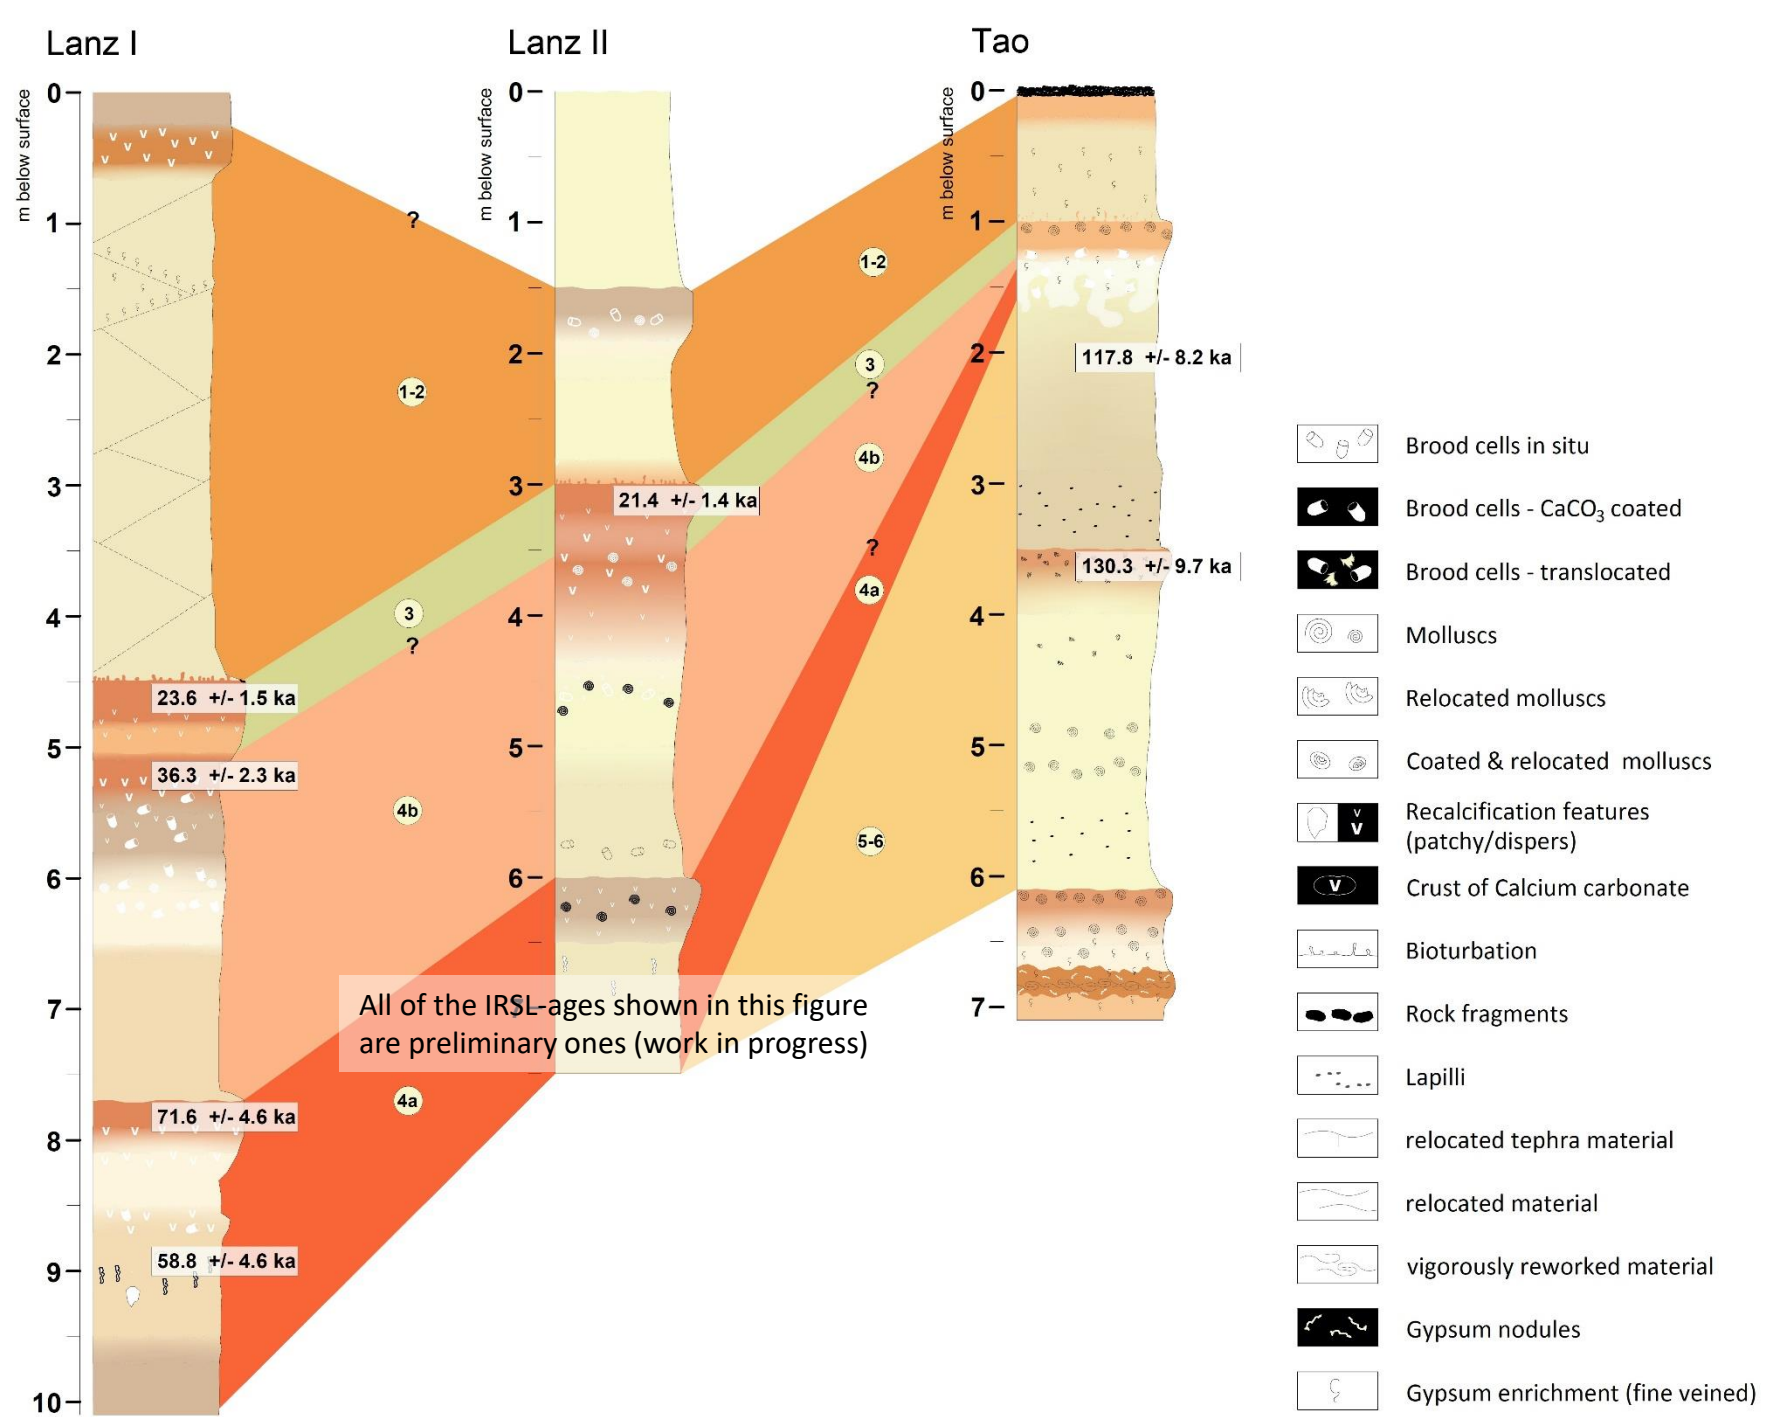 Lanz I
Lanz II
Tao
m below surface
0
1
2
3
4
5
6
7
8
9
10
m below surface
0
1
2
3
4
5
6
7
m below surface
0
1
2
3
4
5
6
7
?
1-2
3
?
4b
4a
1-2
3
?
4b
?
4a
5-6
23.6 +/- 1.5 ka
36.3 +/- 2.3 ka
71.6 +/- 4.6 ka
58.8 +/- 4.6 ka
21.4 +/- 1.4 ka
117.8 +/- 8.2 ka
130.3 +/- 9.7 ka
All of the IRSL-ages shown in this figure
are preliminary ones (work in progress)
Brood cells in situ
Brood cells - CaCO₃ coated
Brood cells - translocated
Molluscs
Relocated molluscs
Coated & relocated molluscs
Recalcification features
(patchy/dispers)
Crust of Calcium carbonate
Bioturbation
Rock fragments
Lapilli
relocated tephra material
relocated material
vigorously reworked material
Gypsum nodules
Gypsum enrichment (fine veined)